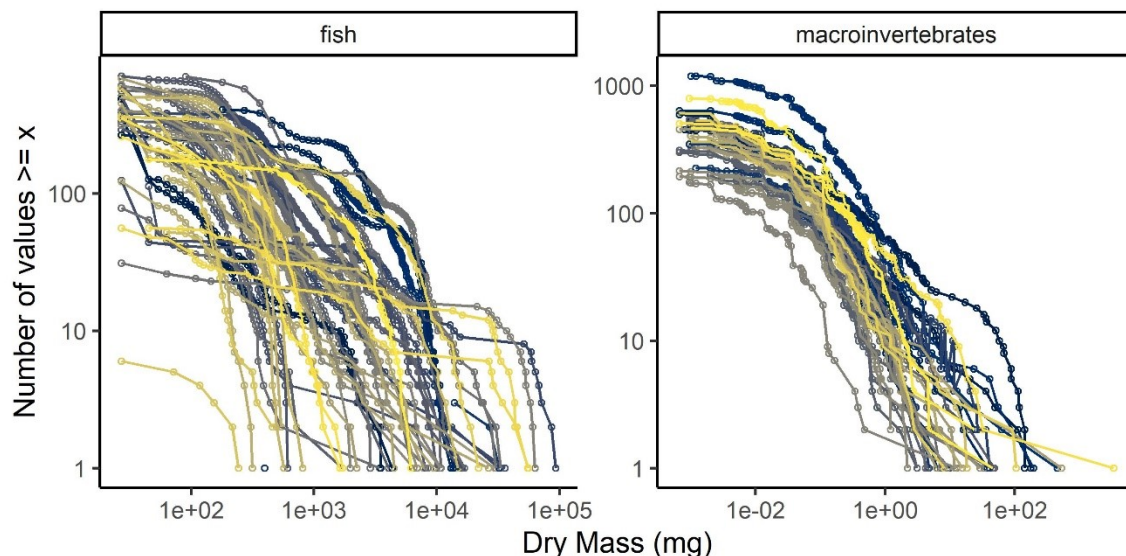 fish
macroinvertebrates
Number of values >= x
100
10
1
1000
100
10
1
1e+02
1e+03
1e+04
1e+05
1e-02
1e+00
1e+02
Dry Mass (mg)